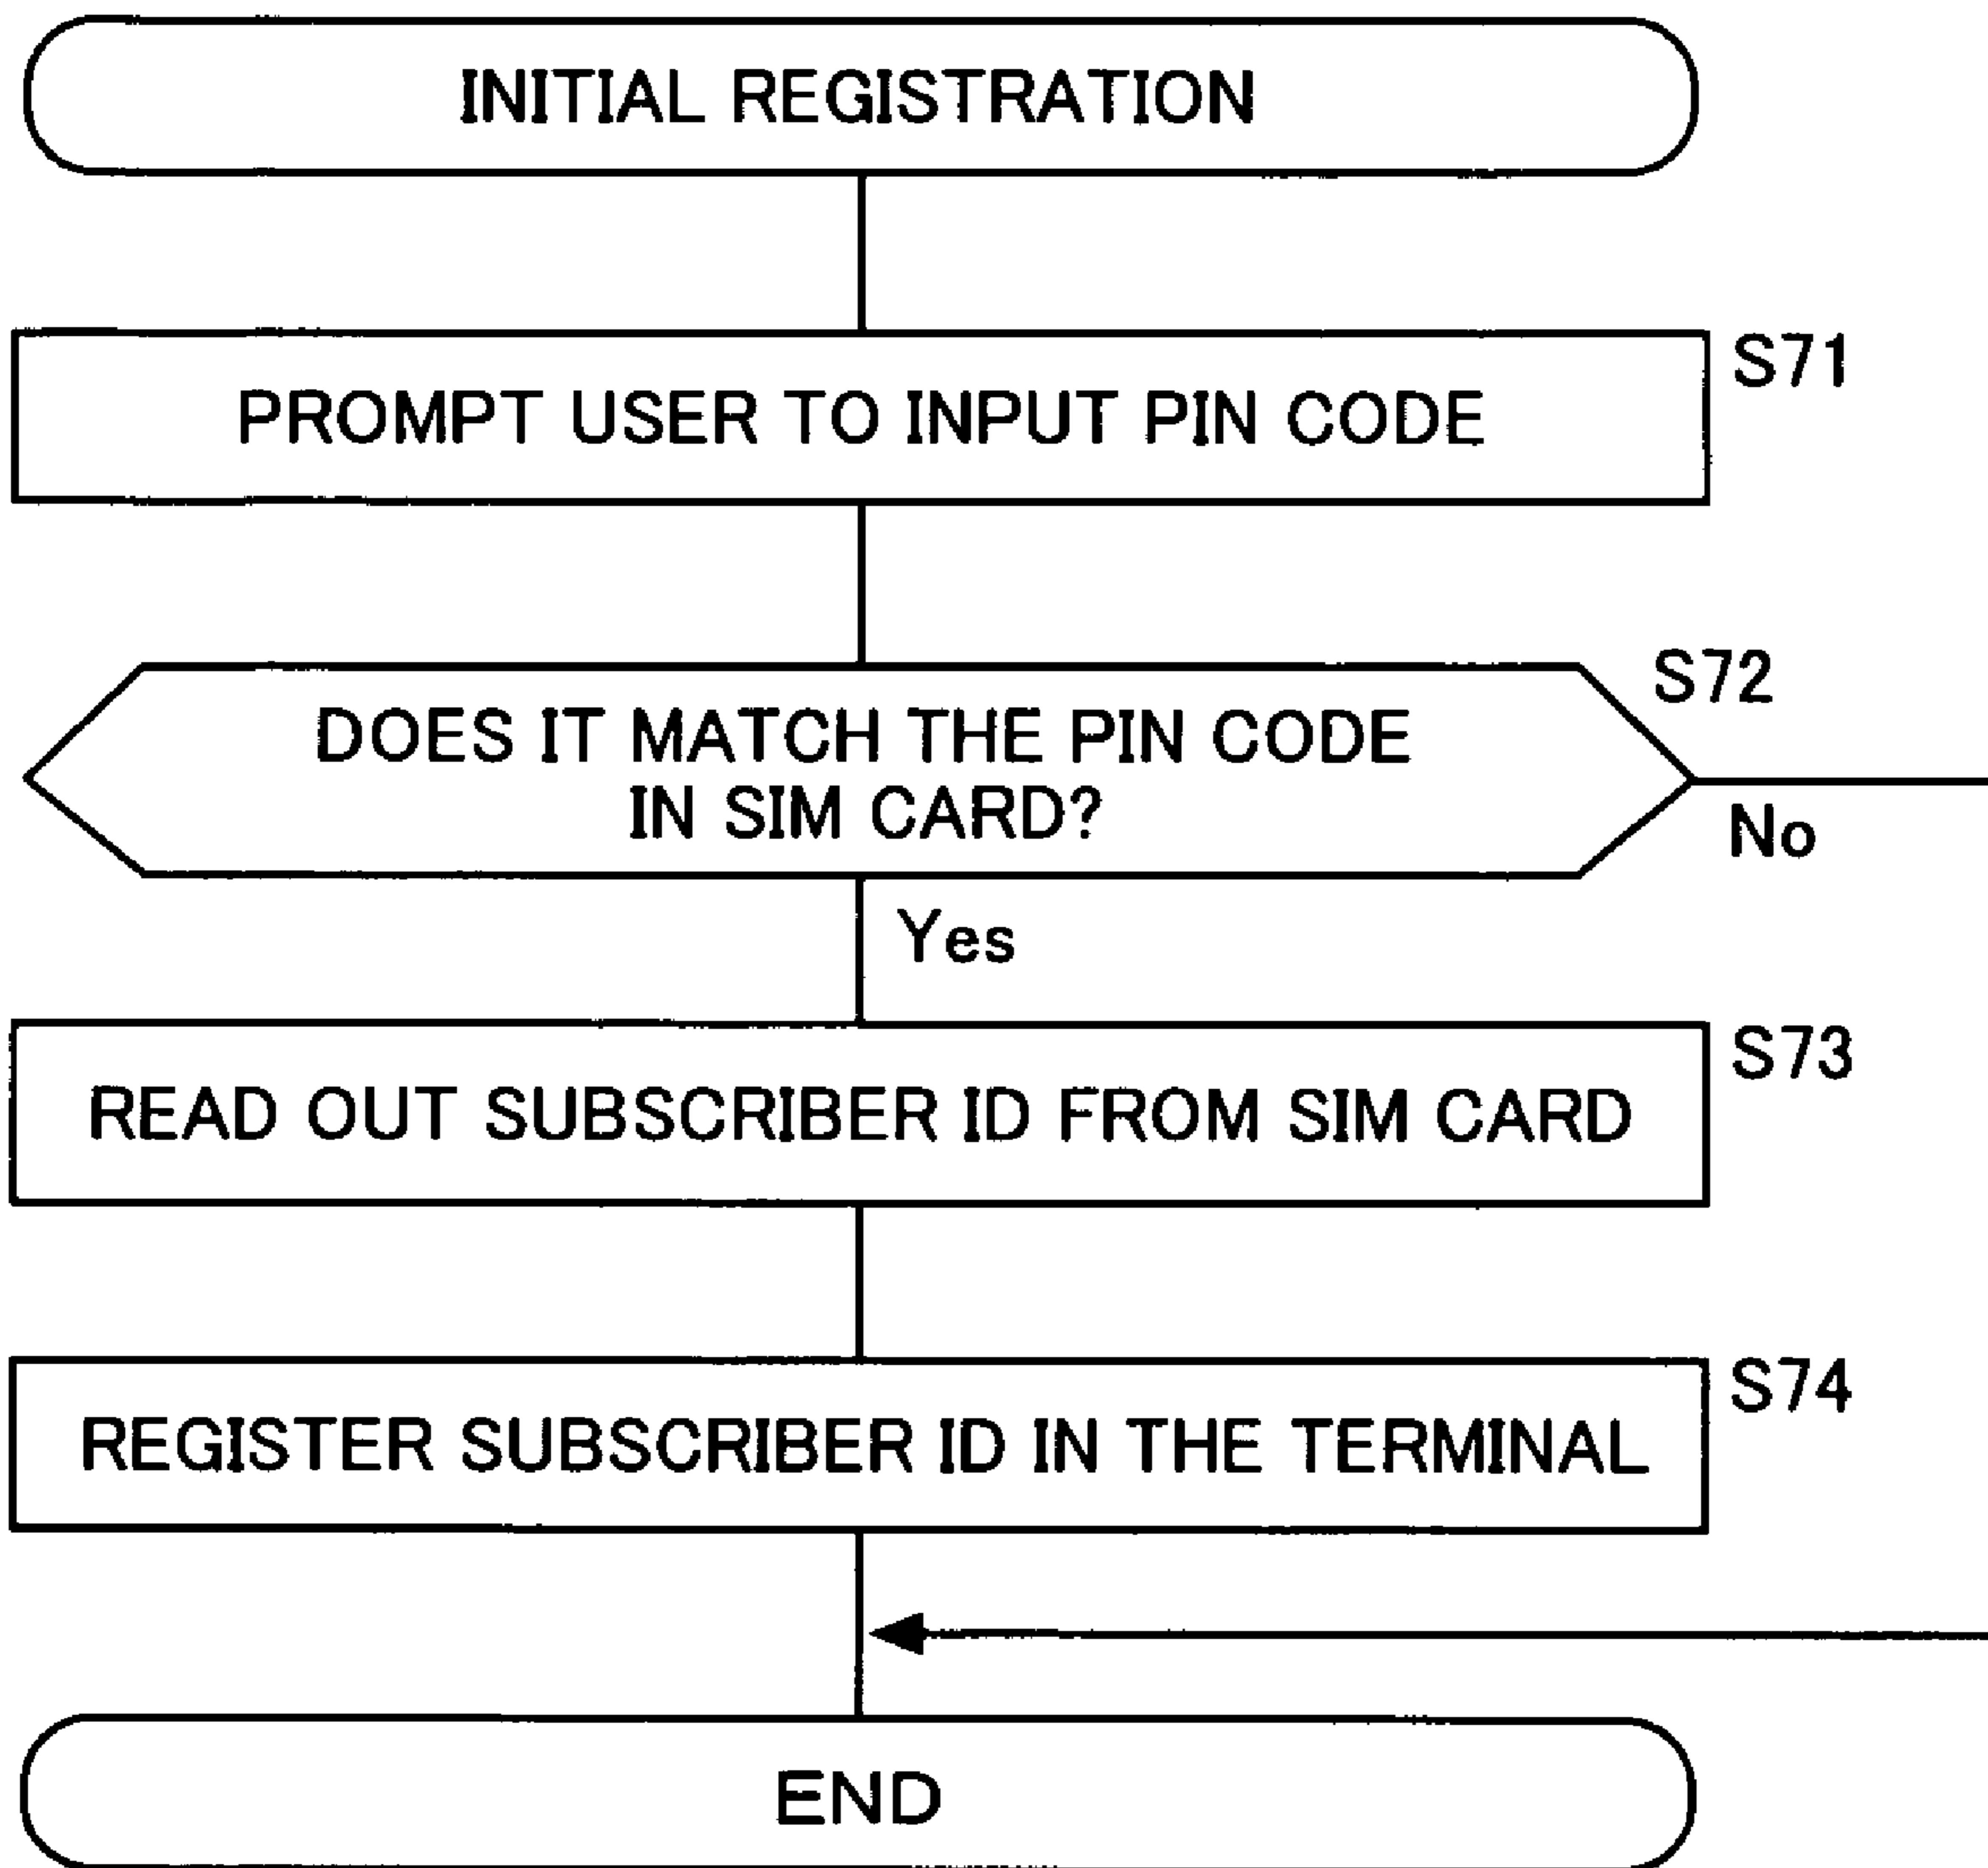 INITIAL REGISTRATION
S71
PROMPT USER TO INPUT PIN CODE
S72
DOES IT MATCH THE PIN CODE
IN SIM CARD?
No
Yes
S73
READ OUT SUBSCRIBER ID FROM SIM CARD
S74
REGISTER SUBSCRIBER ID IN THE TERMINAL
END